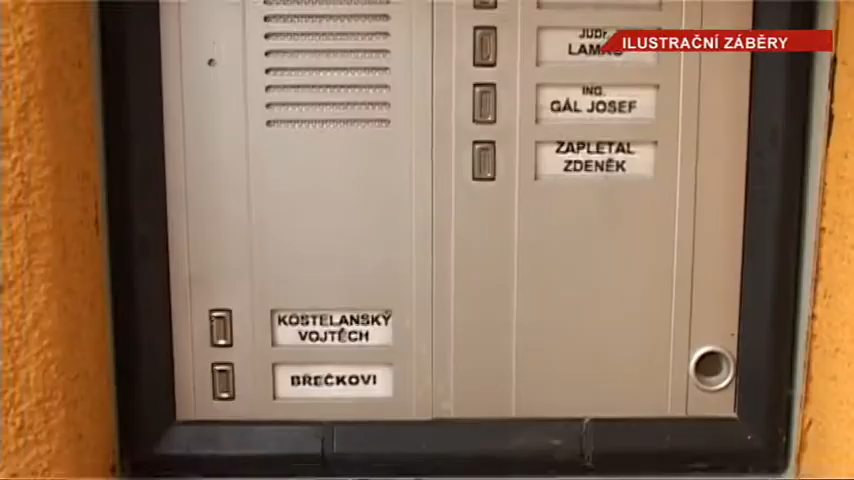 ILUSTRAČNÍ ZÁBĚRY
JUDr.
ING.
GÁL JOSEF
ZAPLETAL
ZDENĚK
KOSTELANSKÝ
VOJTĚCH
BŘEČKOVI